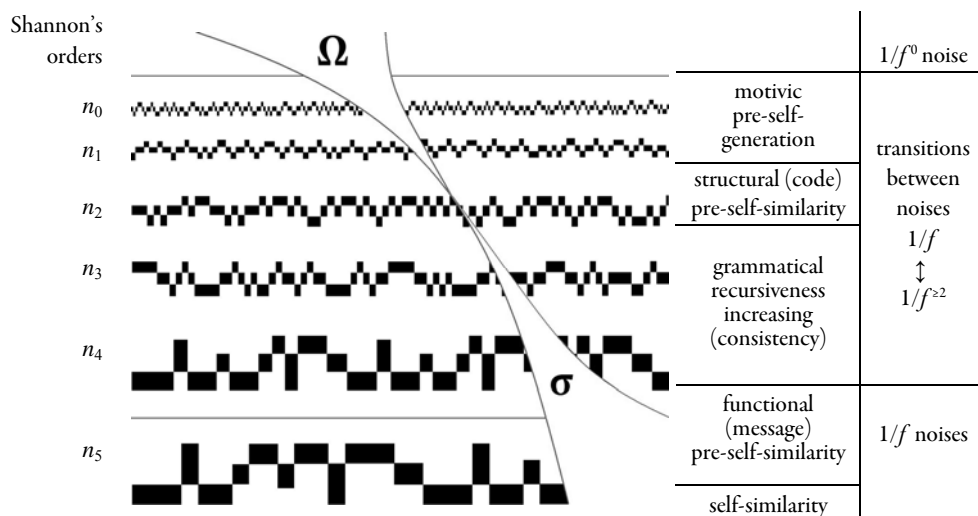 Shannon's
orders
Ω
1/f⁰ noise
n₀
motivic
pre-self-
generation
n₁
transitions
between
noises
1/f
↕
1/f≥²
structural (code)
pre-self-similarity
n₂
n₃
grammatical
recursiveness
increasing
(consistency)
n₄
σ
functional
(message)
pre-self-similarity
1/f noises
n₅
self-similarity